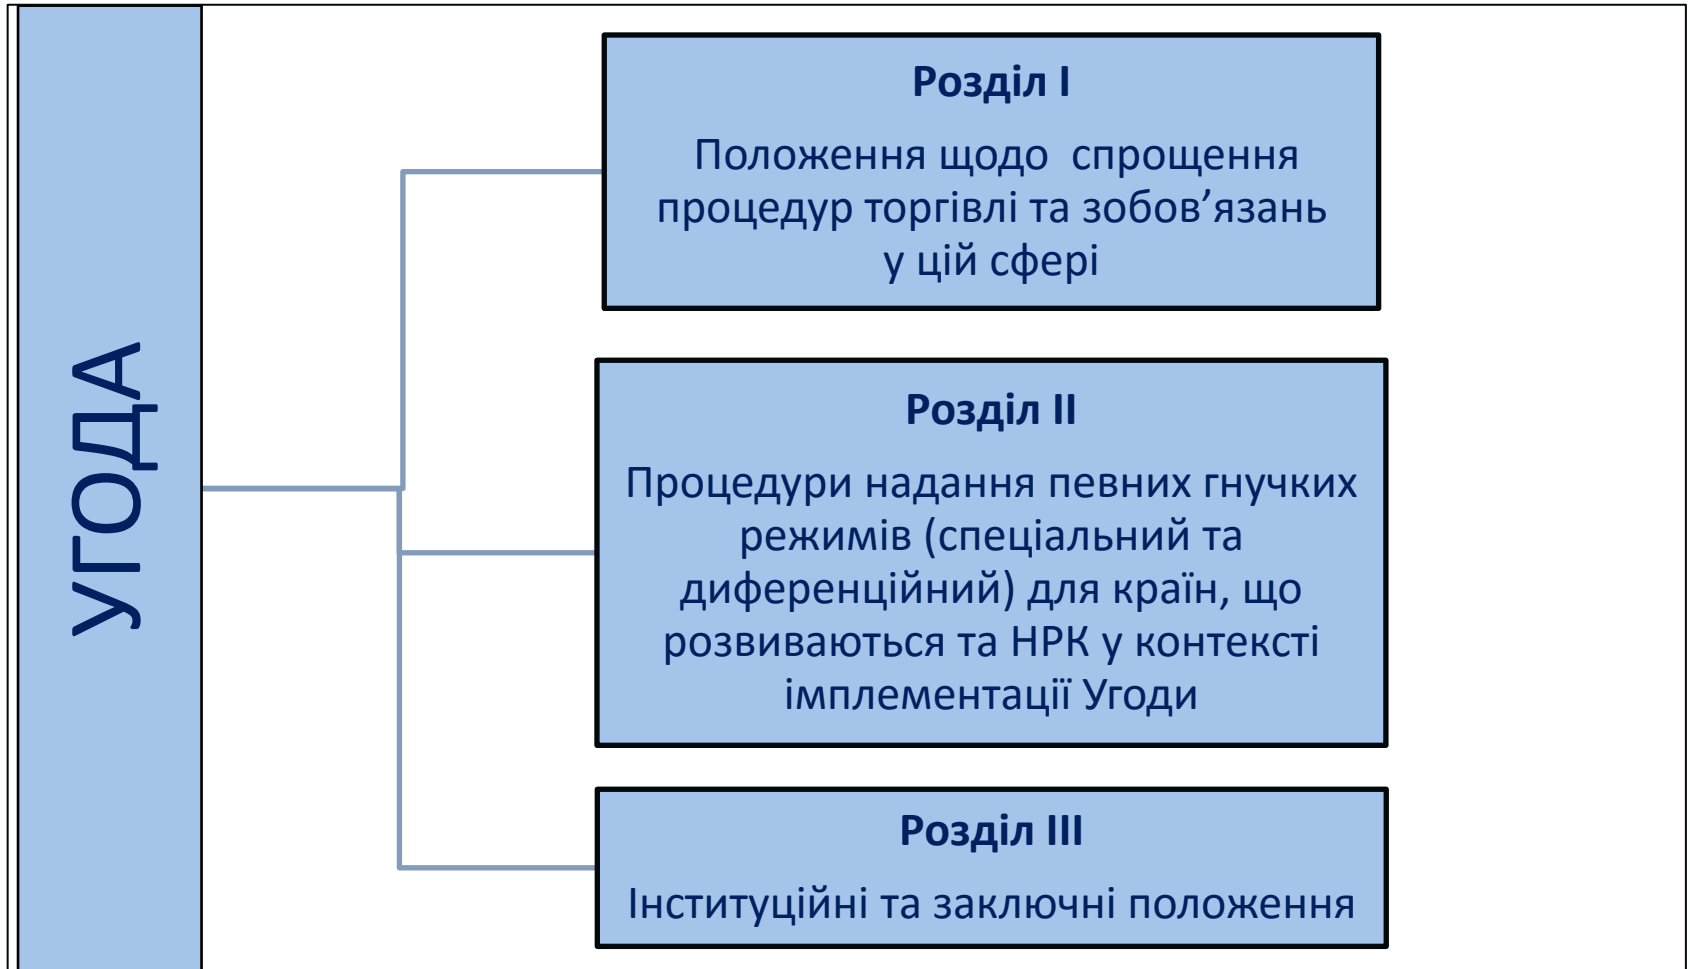 УГОДА
Розділ І
Положення щодо спрощення
процедур торгівлі та зобов’язань
у цій сфері
Розділ ІІ
Процедури надання певних гнучких
режимів (спеціальний та
диференційний) для країн, що
розвиваються та НРК у контексті
імплементації Угоди
Розділ ІІІ
Інституційні та заключні положення